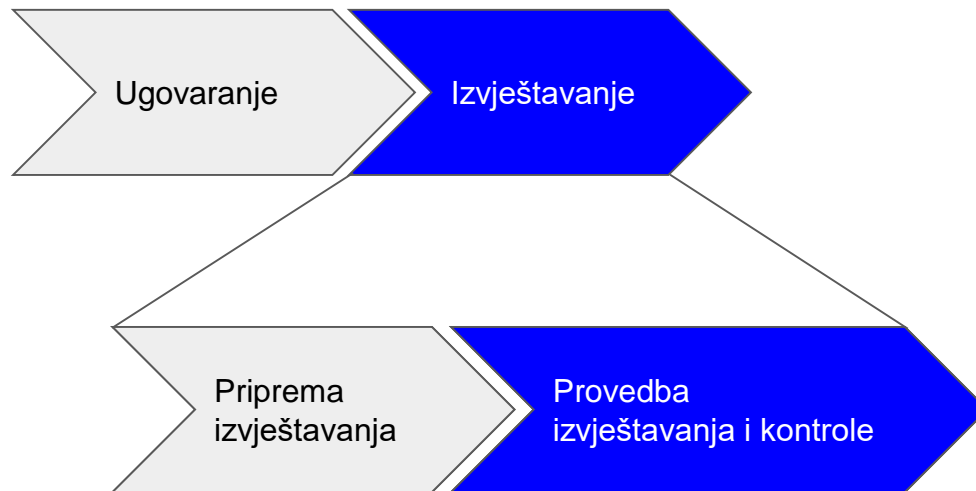 Ugovaranje
Izvještavanje
Priprema
izvještavanja
Provedba
izvještavanja i kontrole